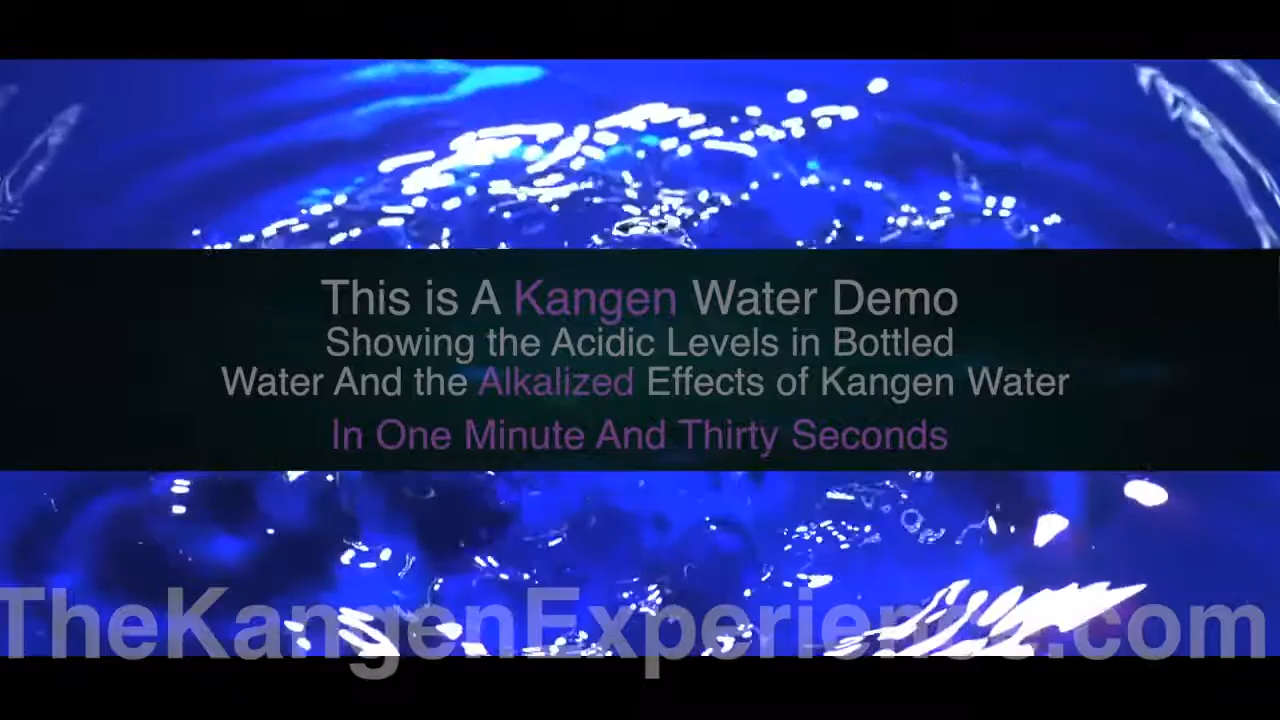 This is A Kangen Water Demo
Showing the Acidic Levels in Bottled
Water And the Alkalized Effects of Kangen Water
In One Minute And Thirty Seconds
TheKangenExperience.com